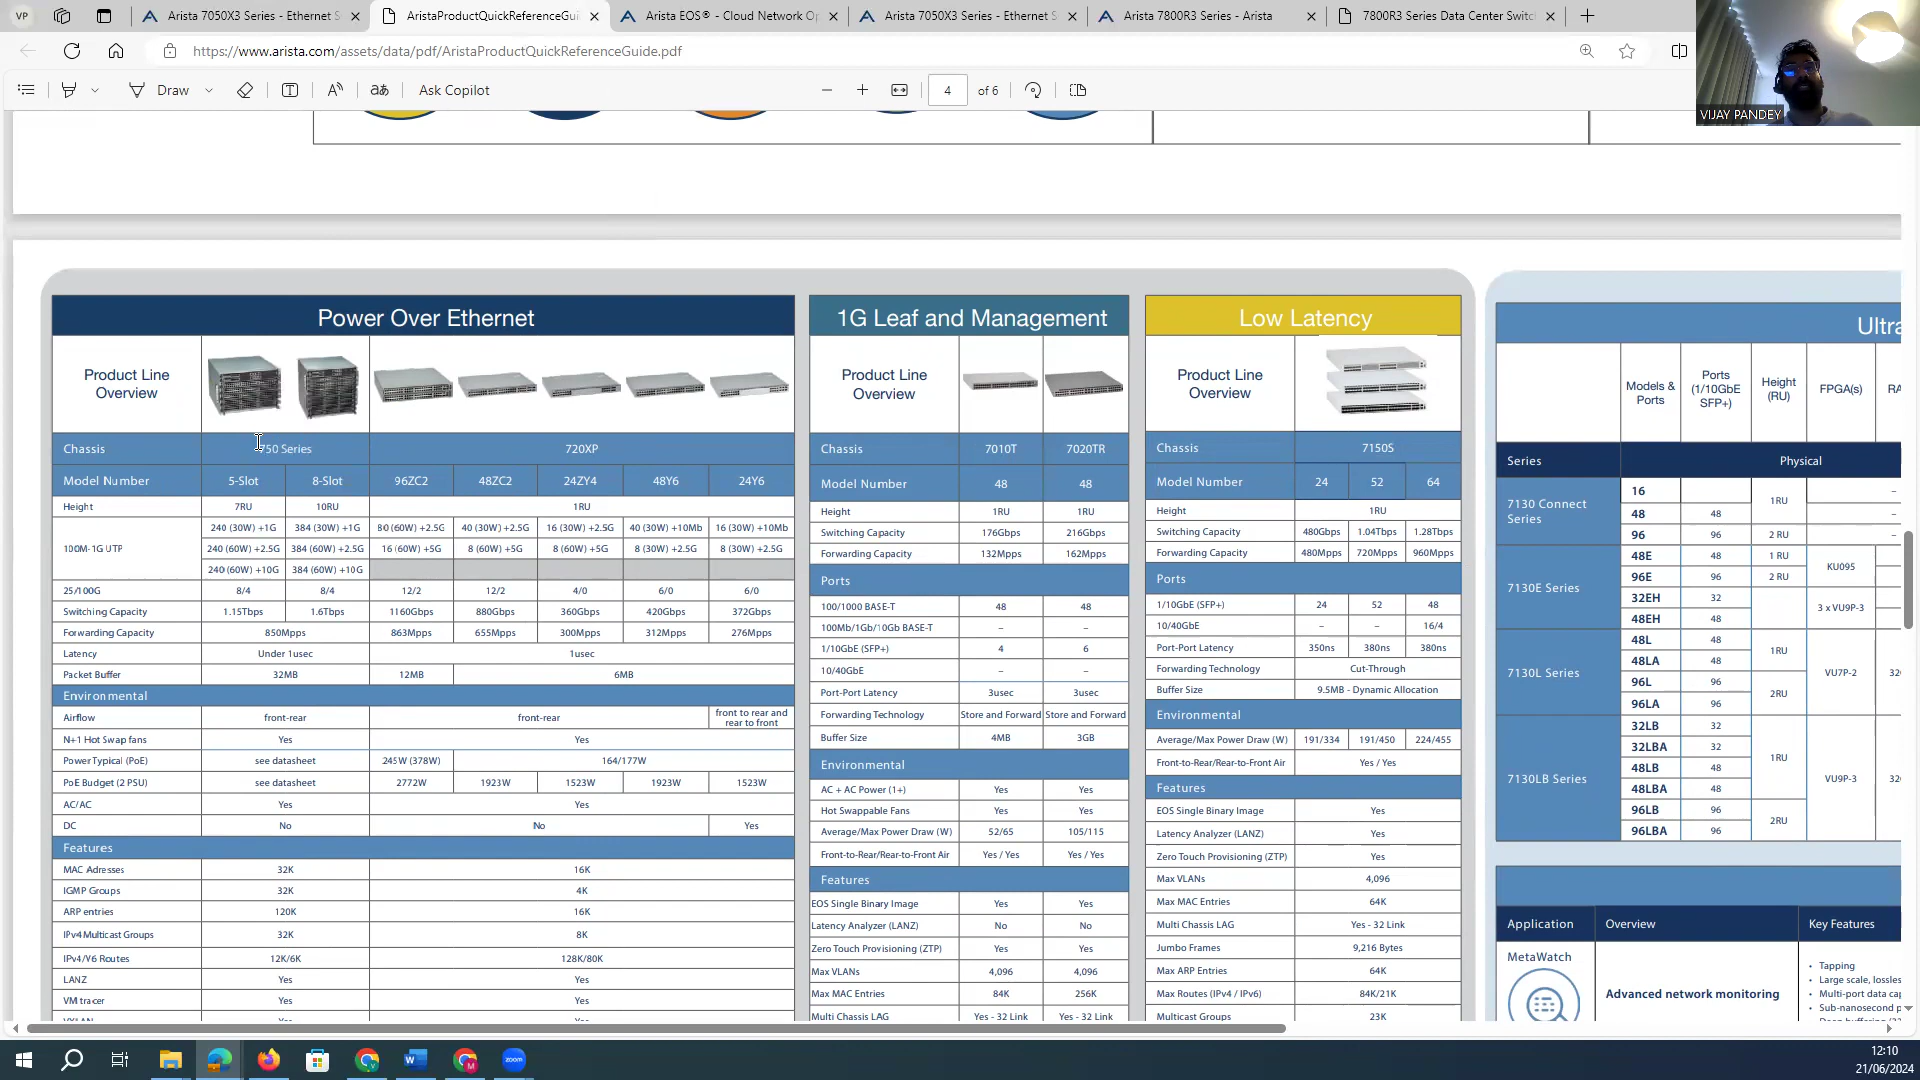 VP
Arista 7050X3 Series - Ethernet S
AristaProductQuickReferenceGui
Arista EOS® - Cloud Network Op
Arista 7050X3 Series - Ethernet S
Arista 7800R3 Series - Arista
7800R3 Series Data Center Switc
https://www.arista.com/assets/data/pdf/AristaProductQuickReferenceGuide.pdf
Draw
Ask Copilot
4 of 6
VIJAY PANDEY
Power Over Ethernet
Product Line
Overview
Chassis 7750 Series 720XP
Model Number 5-Slot 8-Slot 96ZC2 48ZC2 24ZY4 48Y6 24Y6
Height 7RU 10RU 1RU
100M-1G UTP
240 (30W) +1G 384 (30W) +1G 80 (60W) +2.5G 40 (30W) +2.5G 16 (30W) +2.5G 40 (30W) +10Mb 16 (30W) +10Mb
240 (60W) +2.5G 384 (60W) +2.5G 16 (60W) +5G 8 (60W) +5G 8 (60W) +5G 8 (30W) +2.5G 8 (30W) +2.5G
240 (60W) +10G 384 (60W) +10G
25/100G 8/4 8/4 12/2 12/2 4/0 6/0 6/0
Switching Capacity 1.15Tbps 1.6Tbps 1160Gbps 880Gbps 360Gbps 420Gbps 372Gbps
Forwarding Capacity 850Mpps 863Mpps 655Mpps 300Mpps 312Mpps 276Mpps
Latency Under 1usec 1usec
Packet Buffer 32MB 12MB 6MB
Environmental
Airflow front-rear front-rear front to rear and
rear to front
N+1 Hot Swap fans Yes Yes
Power Typical (PoE) see datasheet 245W (378W) 164/177W
PoE Budget (2 PSU) see datasheet 2772W 1923W 1523W 1923W 1523W
AC/AC Yes Yes
DC No No Yes
Features
MAC Adresses 32K 16K
IGMP Groups 32K 4K
ARP entries 120K 16K
IPv4 Multicast Groups 32K 8K
IPv4/V6 Routes 12K/6K 128K/80K
LANZ Yes Yes
VM tracer Yes Yes
VXLAN Yes Yes
1G Leaf and Management
Product Line
Overview
Chassis 7010T 7020TR
Model Number 48 48
Height 1RU 1RU
Switching Capacity 176Gbps 216Gbps
Forwarding Capacity 132Mpps 162Mpps
Ports
100/1000 BASE-T 48 48
100Mb/1Gb/10Gb BASE-T – –
1/10GbE (SFP+) 4 6
10/40GbE – –
Port-Port Latency 3usec 3usec
Forwarding Technology Store and Forward Store and Forward
Buffer Size 4MB 3GB
Environmental
AC + AC Power (1+) Yes Yes
Hot Swappable Fans Yes Yes
Average/Max Power Draw (W) 52/65 105/115
Front-to-Rear/Rear-to-Front Air Yes / Yes Yes / Yes
Features
EOS Single Binary Image Yes Yes
Latency Analyzer (LANZ) No No
Zero Touch Provisioning (ZTP) Yes Yes
Max VLANs 4,096 4,096
Max MAC Entries 84K 256K
Multi Chassis LAG Yes - 32 Link Yes - 32 Link
Low Latency
Product Line
Overview
Chassis 7150S
Model Number 24 52 64
Height 1RU
Switching Capacity 480Gbps 1.04Tbps 1.28Tbps
Forwarding Capacity 480Mpps 720Mpps 960Mpps
Ports
1/10GbE (SFP+) 24 52 48
10/40GbE – – 16/4
Port-Port Latency 350ns 380ns 380ns
Forwarding Technology Cut-Through
Buffer Size 9.5MB - Dynamic Allocation
Environmental
Average/Max Power Draw (W) 191/334 191/450 224/455
Front-to-Rear/Rear-to-Front Air Yes / Yes
Features
EOS Single Binary Image Yes
Latency Analyzer (LANZ) Yes
Zero Touch Provisioning (ZTP) Yes
Max VLANs 4,096
Max MAC Entries 64K
Multi Chassis LAG Yes - 32 Link
Jumbo Frames 9,216 Bytes
Max ARP Entries 64K
Max Routes (IPv4 / IPv6) 84K/21K
Multicast Groups 23K
Ultra
Models &
Ports
Ports
(1/10GbE
SFP+)
Height
(RU)
FPGA(s)
RA
Series Physical
7130 Connect
Series
16 1RU –
48 48 –
96 96 2 RU –
7130E Series
48E 48 1 RU KU095
96E 96 2 RU
32EH 32 3 x VU9P-3
48EH 48
7130L Series
48L 48 1RU VU7P-2 32
48LA 48
96L 96 2RU
96LA 96
7130LB Series
32LB 32 1RU VU9P-3 32
32LBA 32
48LB 48
48LBA 48
96LB 96 2RU
96LBA 96
Application Overview Key Features
MetaWatch
Advanced network monitoring
• Tapping
• Large scale, lossles
• Multi-port data cap
• Sub-nanosecond p
12:10
21/06/2024
zoom